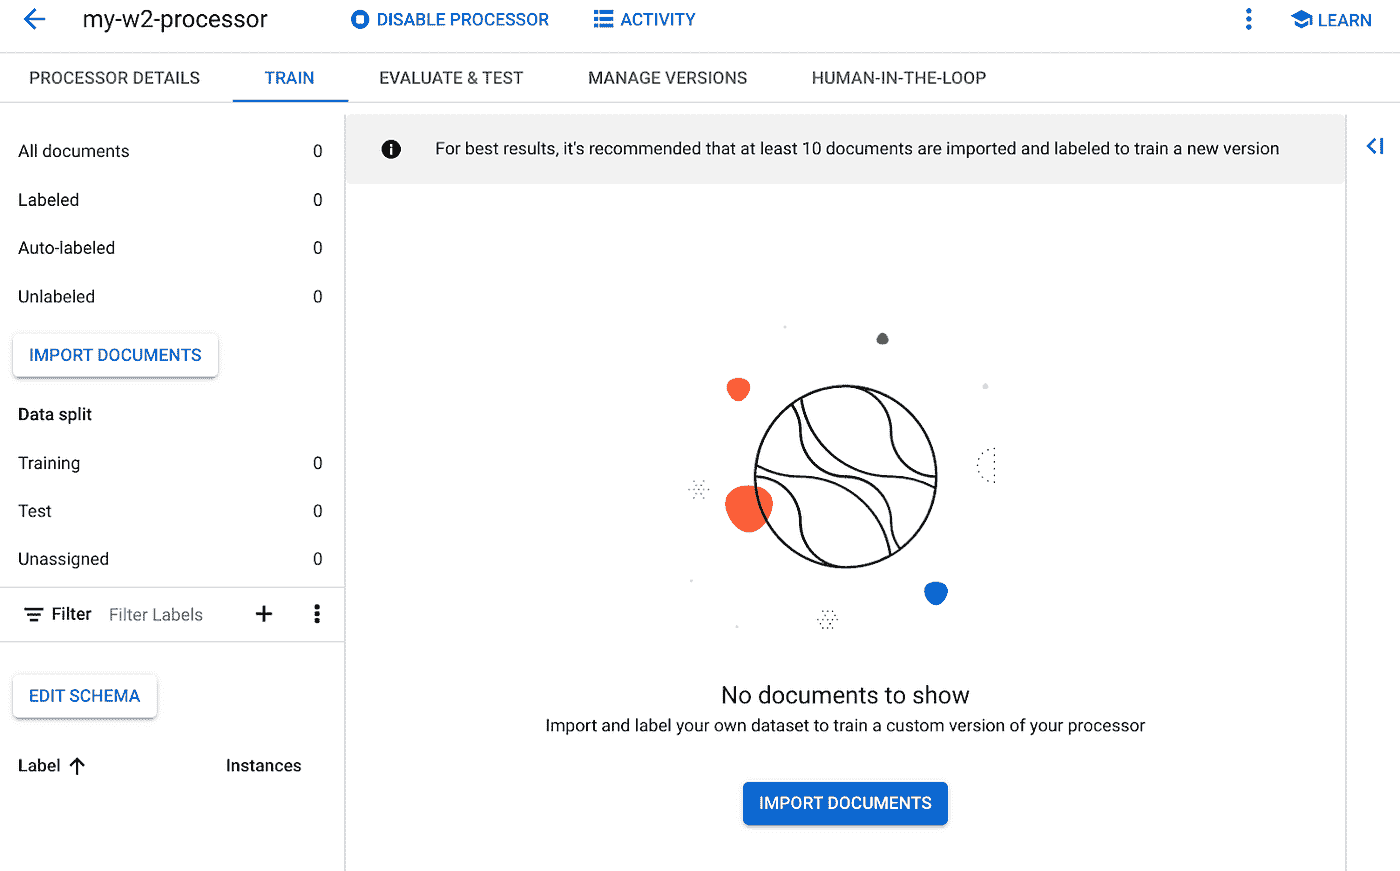 my-w2-processor
DISABLE PROCESSOR
ACTIVITY
LEARN
PROCESSOR DETAILS
TRAIN
EVALUATE & TEST
MANAGE VERSIONS
HUMAN-IN-THE-LOOP
All documents 0
Labeled 0
Auto-labeled 0
Unlabeled 0
IMPORT DOCUMENTS
Data split
Training 0
Test 0
Unassigned 0
Filter Filter Labels
EDIT SCHEMA
Label Instances
For best results, it's recommended that at least 10 documents are imported and labeled to train a new version
No documents to show
Import and label your own dataset to train a custom version of your processor
IMPORT DOCUMENTS